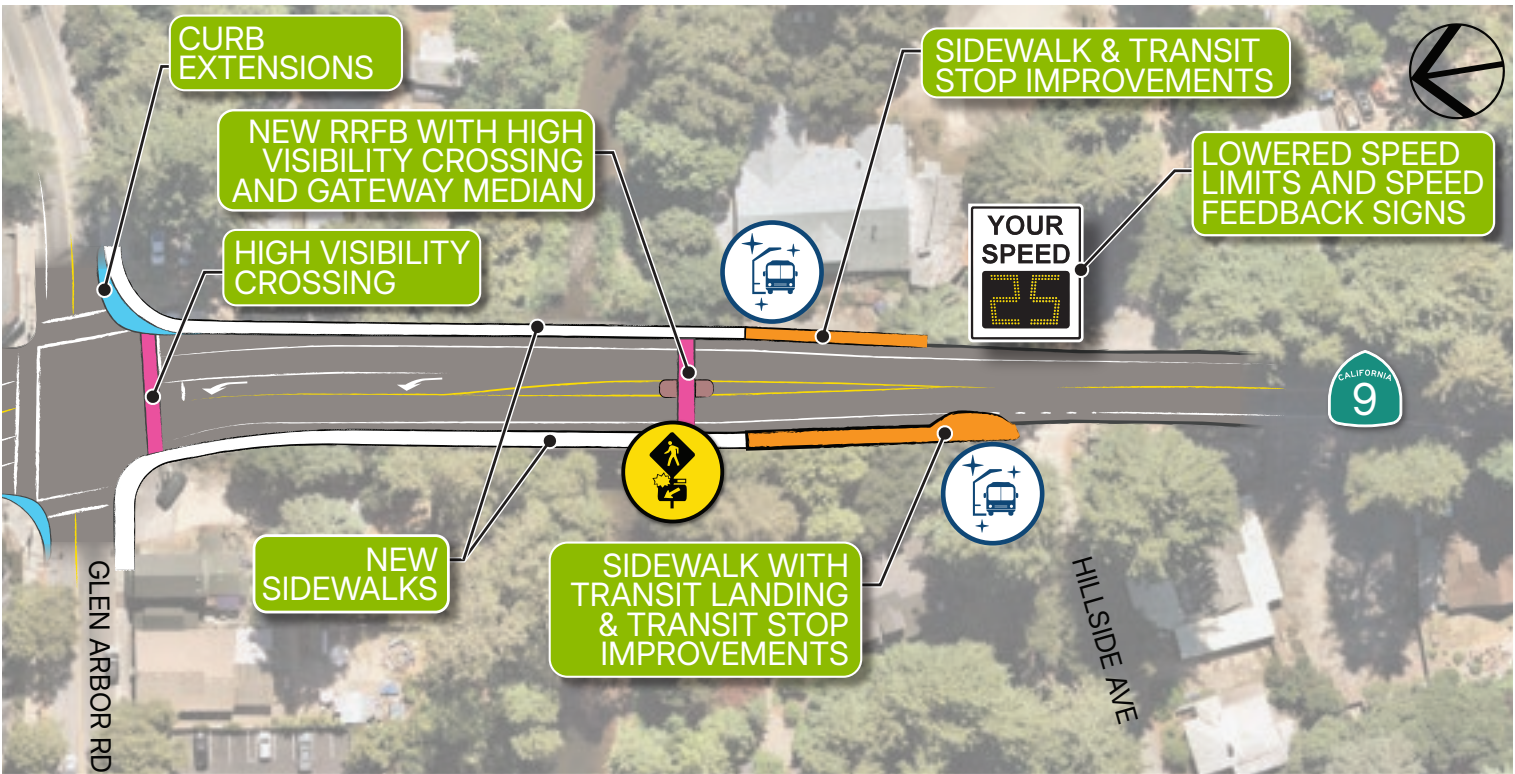 CURB
EXTENSIONS
SIDEWALK & TRANSIT
STOP IMPROVEMENTS
NEW RRFB WITH HIGH
VISIBILITY CROSSING
AND GATEWAY MEDIAN
LOWERED SPEED
LIMITS AND SPEED
FEEDBACK SIGNS
HIGH VISIBILITY
CROSSING
YOUR
SPEED
25
CALIFORNIA
9
NEW
SIDEWALKS
SIDEWALK WITH
TRANSIT LANDING
& TRANSIT STOP
IMPROVEMENTS
GLEN ARBOR RD
HILLSIDE AVE